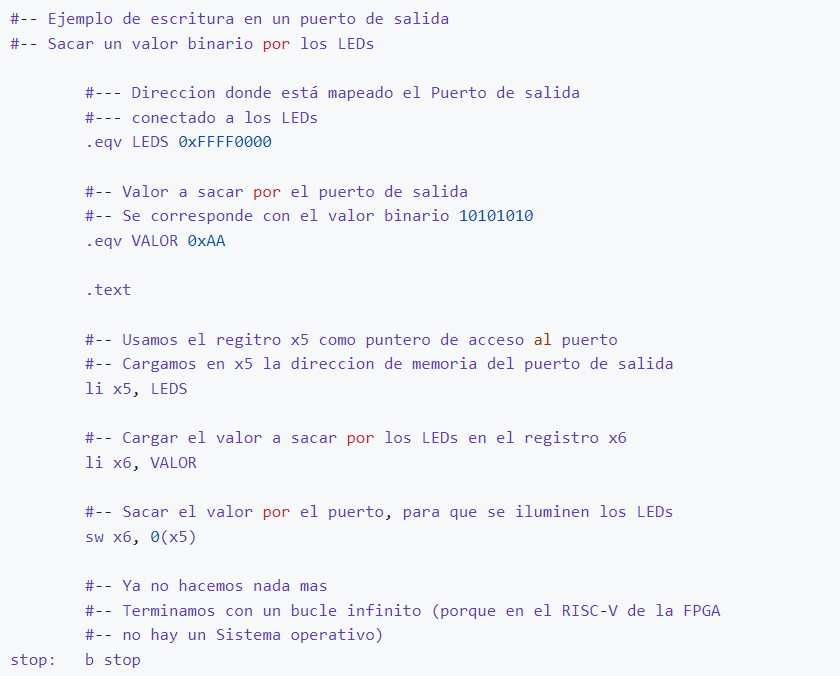 #-- Ejemplo de escritura en un puerto de salida
#-- Sacar un valor binario por los LEDs
#--- Direccion donde está mapeado el Puerto de salida
#--- conectado a los LEDs
.eqv LEDS 0xFFFF0000
#-- Valor a sacar por el puerto de salida
#-- Se corresponde con el valor binario 10101010
.eqv VALOR 0xAA
.text
#-- Usamos el regitro x5 como puntero de acceso al puerto
#-- Cargamos en x5 la direccion de memoria del puerto de salida
li x5, LEDS
#-- Cargar el valor a sacar por los LEDs en el registro x6
li x6, VALOR
#-- Sacar el valor por el puerto, para que se iluminen los LEDs
sw x6, 0(x5)
#-- Ya no hacemos nada mas
#-- Terminamos con un bucle infinito (porque en el RISC-V de la FPGA
#-- no hay un Sistema operativo)
stop:   b stop